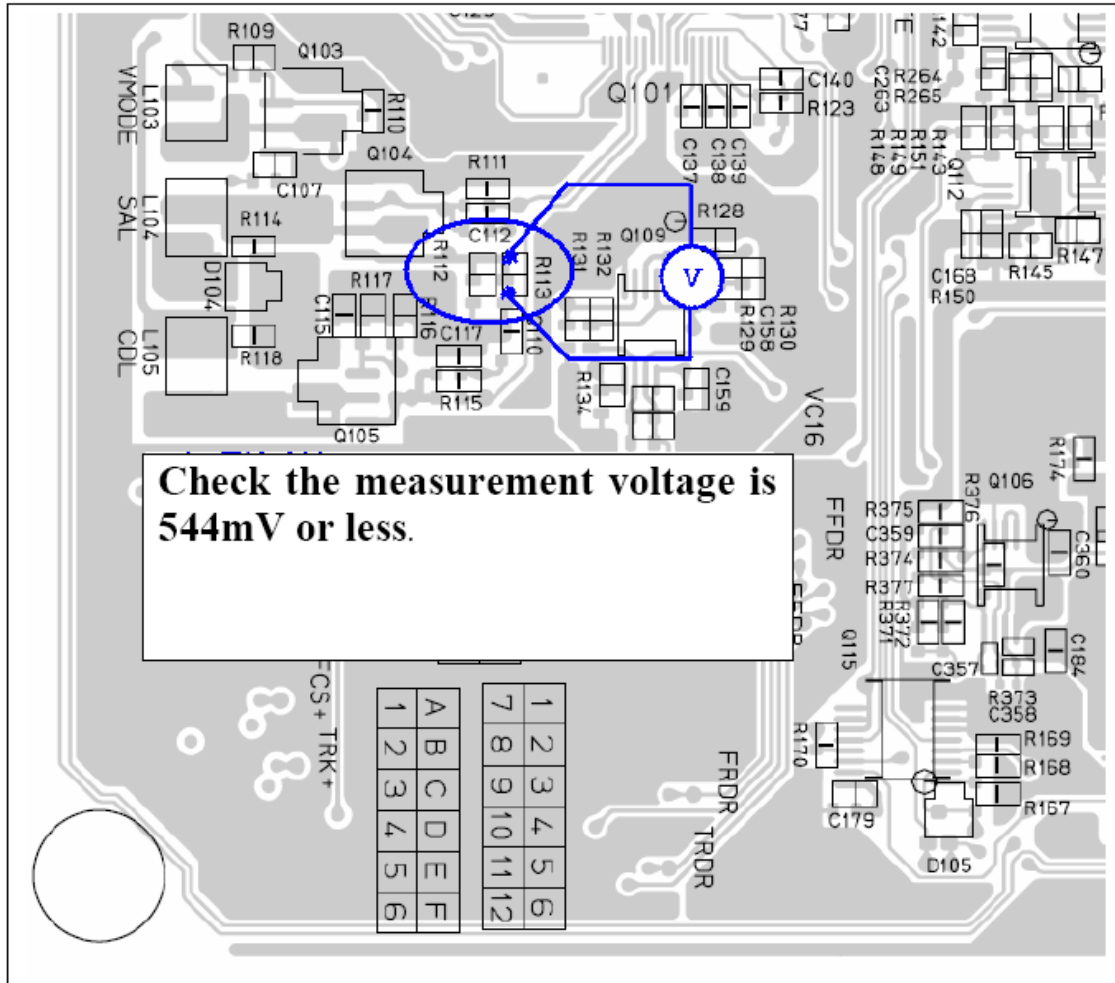 R109
Q103
VMODE
L103
R110
Q104
C107
R111
SAL
L104
R114
C112
R112
R113
D104
R117
C115
R116
C117
R118
R115
CDL
L105
Q105
Q101
C140
R123
C137
C138
C139
R128
Q109
R131
R132
V
R129
C158
R130
R134
C159
VC16
C263
R264
R265
R148
R149
R151
R143
Q112
C168
R150
R145
R147
R174
Q106
R376
R375
C359
R374
R377
R371
R372
C360
FFDR
Q115
C357
C184
R373
C358
R170
R169
R168
R167
C179
D105
Check the measurement voltage is
544mV or less.
FCS+ TRK+
FRDR
TRDR
1 A
2 B
3 C
4 D
5 E
6 F
7 1
8 2
9 3
10 4
11 5
12 6